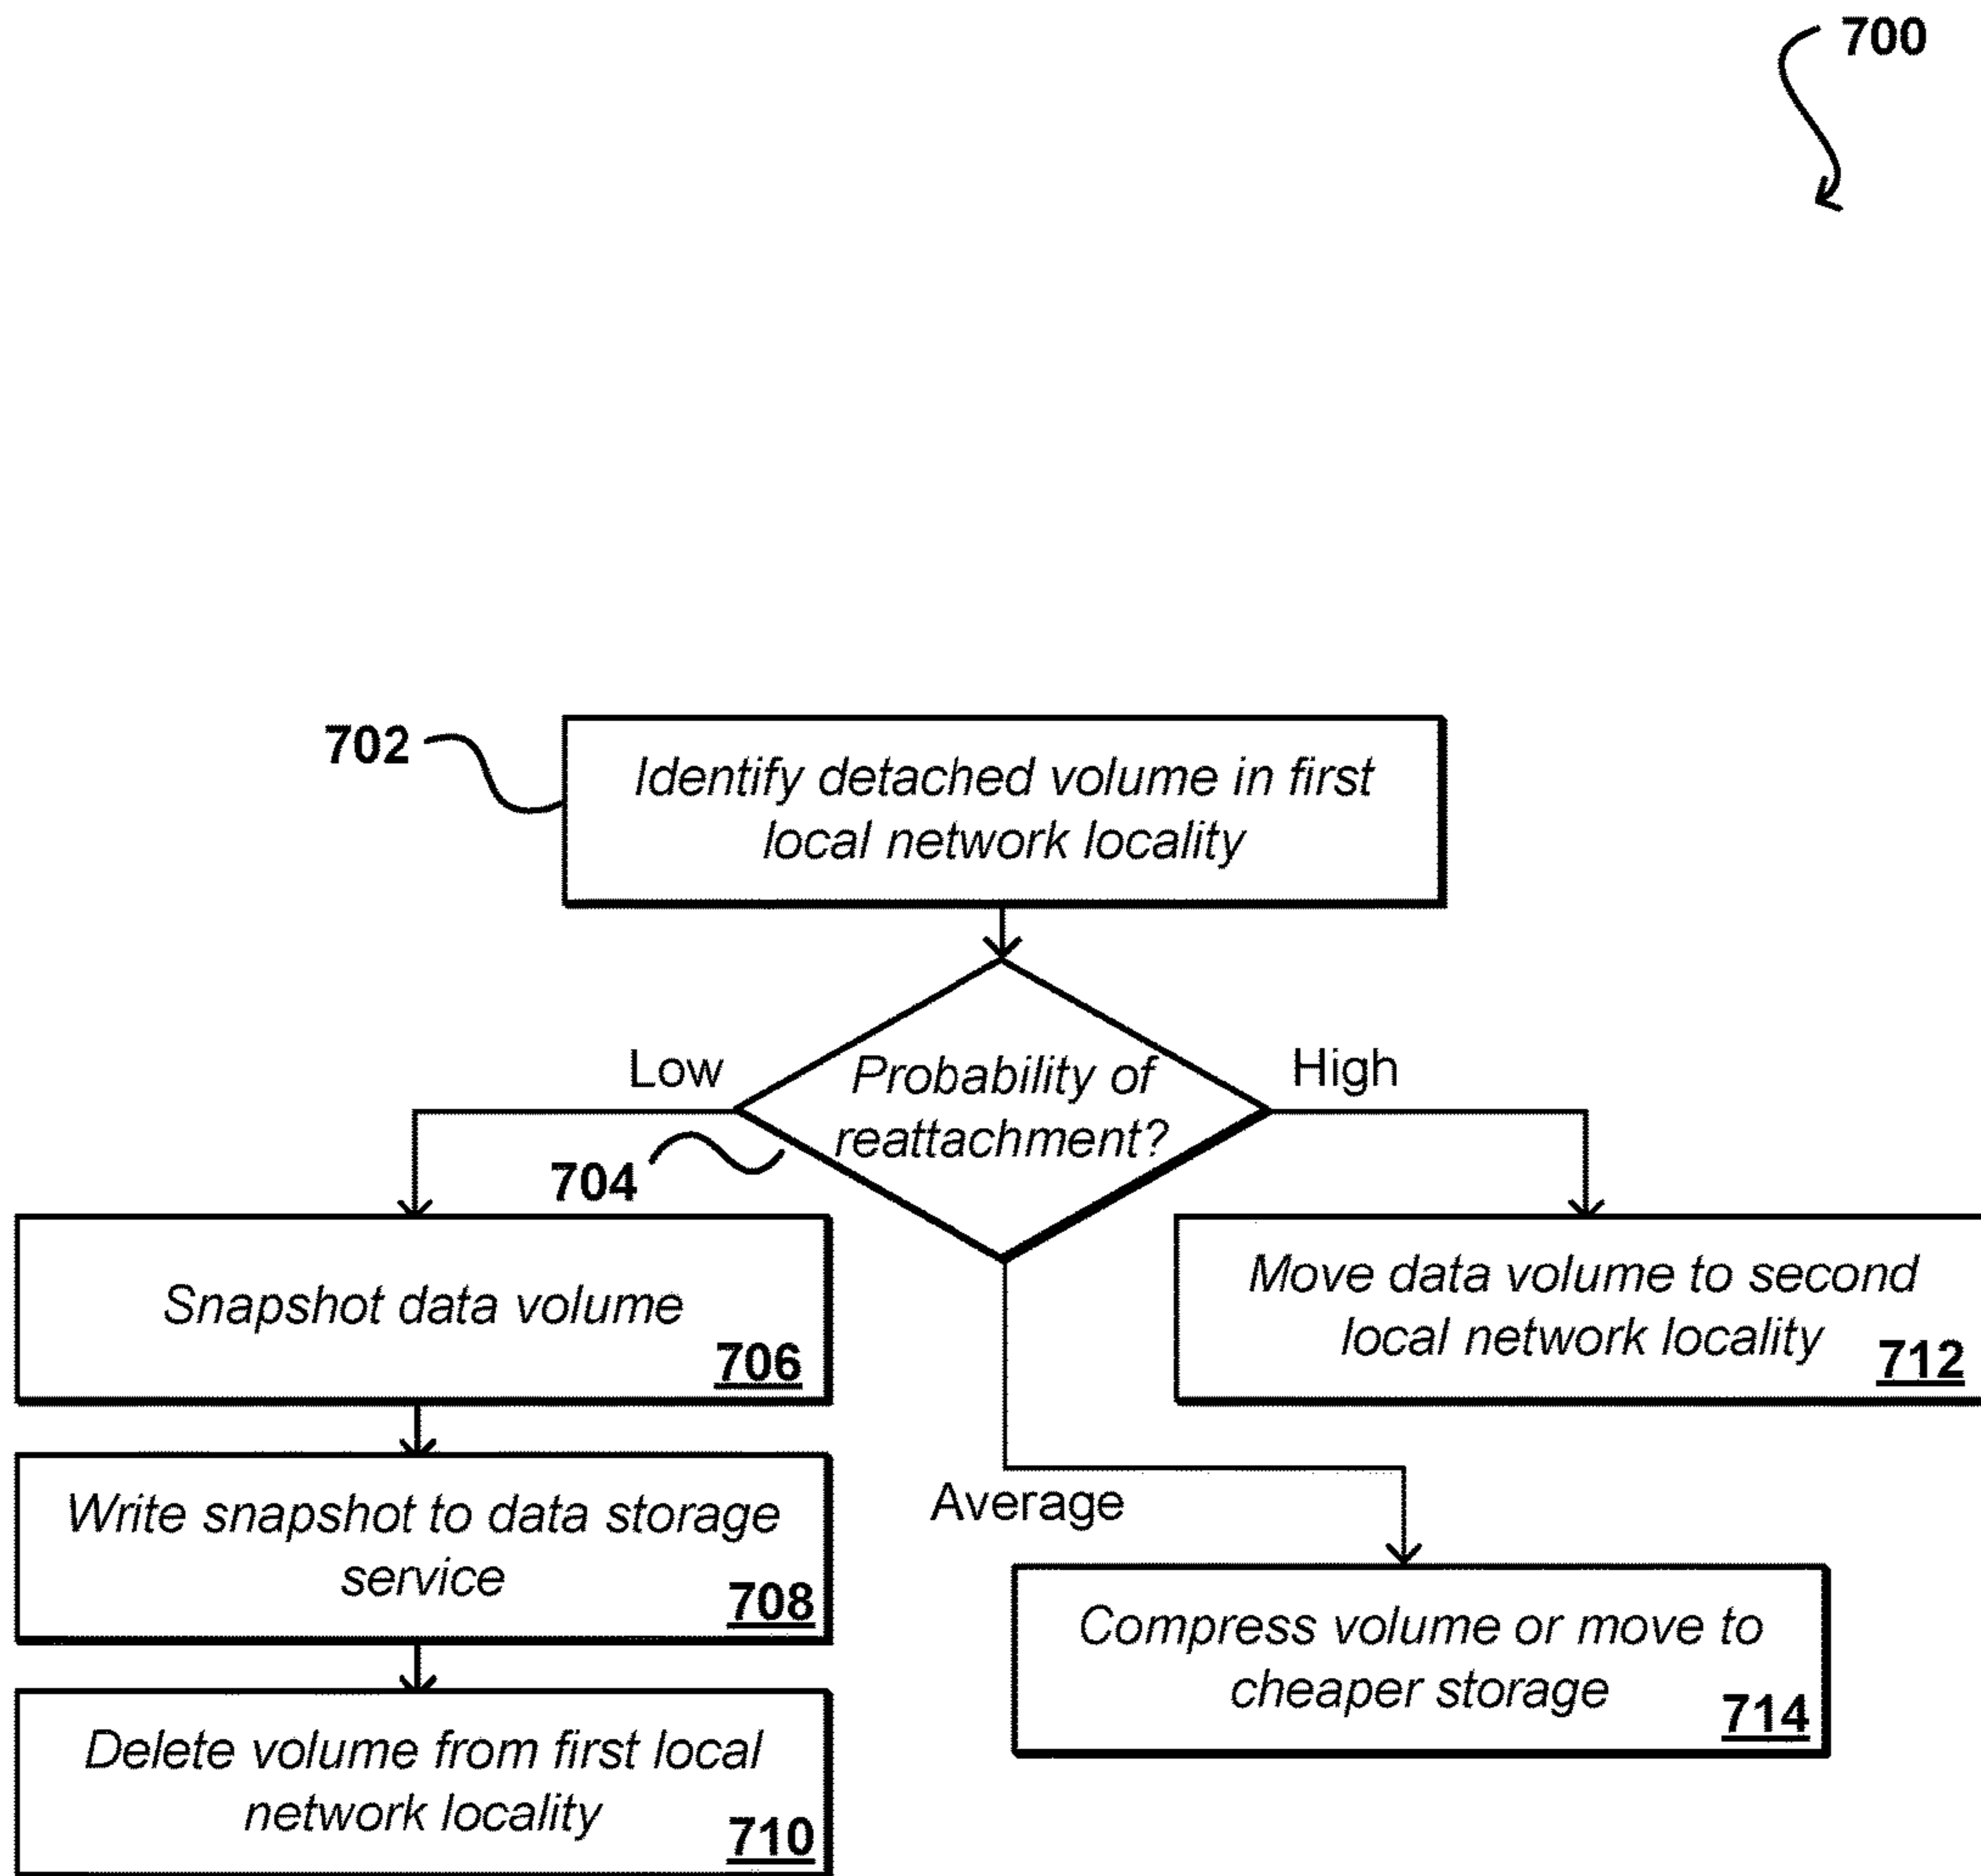 700
702
Identify detached volume in first
local network locality
Low
Probability of
reattachment?
High
704
Snapshot data volume
706
Move data volume to second
local network locality
712
Write snapshot to data storage
service
708
Average
Compress volume or move to
cheaper storage
714
Delete volume from first local
network locality
710